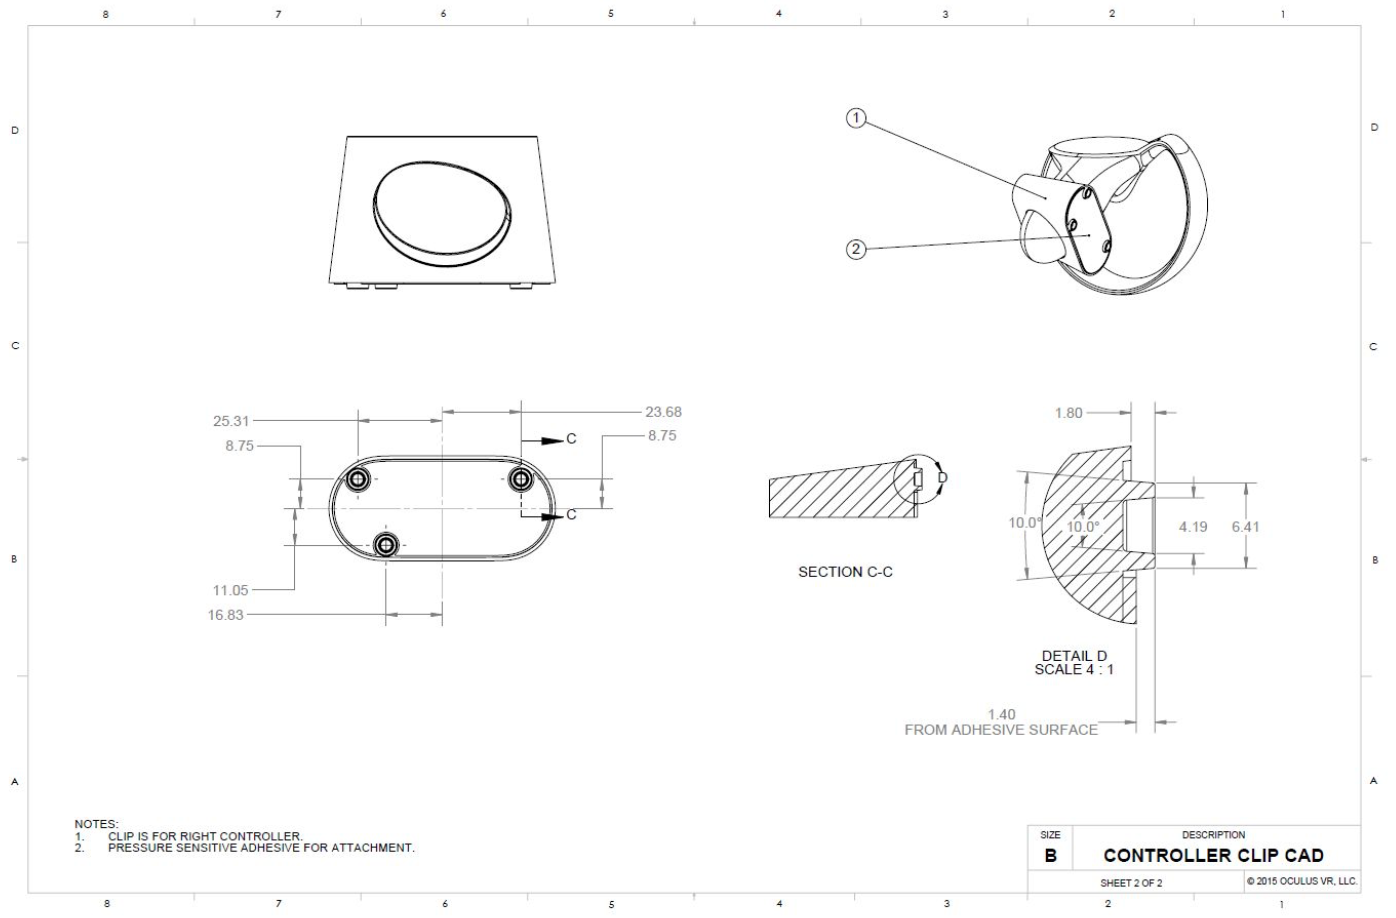 8 7 6 5 4 3 2 1
D D
1
2
C C
25.31 23.68
8.75 C 8.75
D
C
11.05
16.83
SECTION C-C
1.80
10.0° 10.0° 4.19 6.41
B B
DETAIL D
SCALE 4 : 1
1.40
FROM ADHESIVE SURFACE
A A
NOTES:
1. CLIP IS FOR RIGHT CONTROLLER.
2. PRESSURE SENSITIVE ADHESIVE FOR ATTACHMENT.
SIZE DESCRIPTION
B CONTROLLER CLIP CAD
SHEET 2 OF 2 © 2015 OCULUS VR, LLC.
8 7 6 5 4 3 2 1